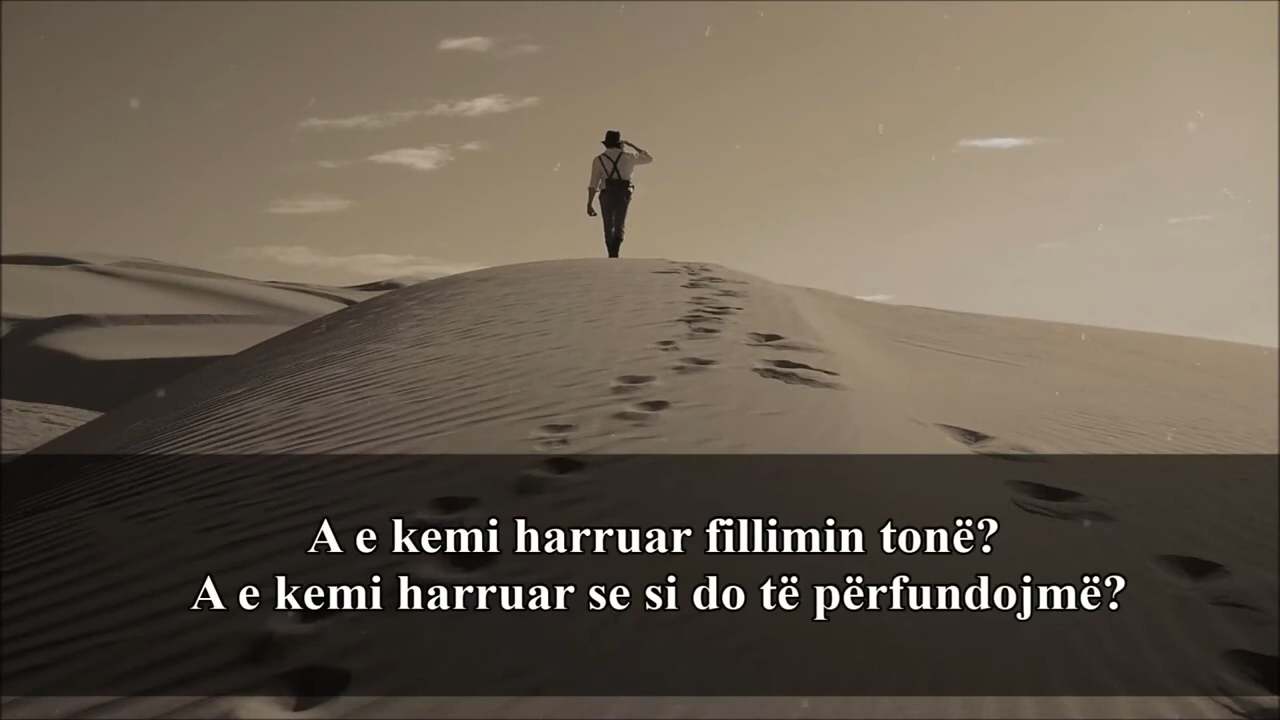 A e kemi harruar fillimin tonë?
A e kemi harruar se si do të përfundojmë?